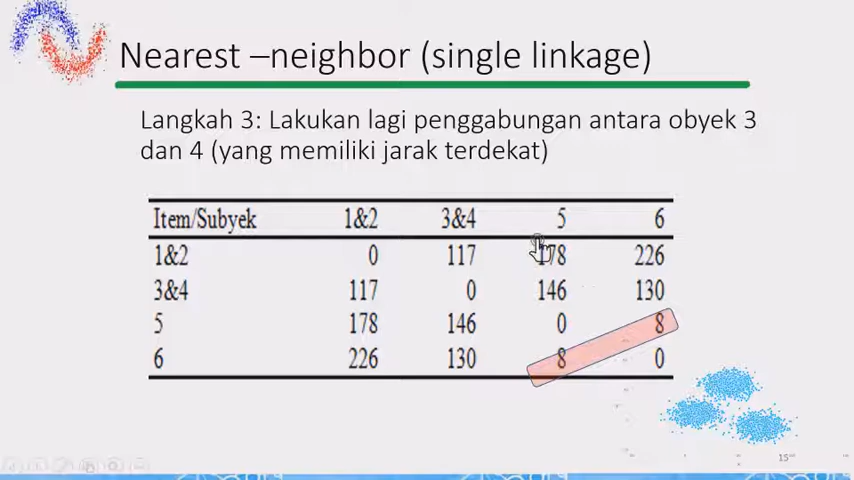 Nearest –neighbor (single linkage)
Langkah 3: Lakukan lagi penggabungan antara obyek 3
dan 4 (yang memiliki jarak terdekat)
Item/Subyek 1&2 3&4 5 6
1&2 0 117 178 226
3&4 117 0 146 130
5 178 146 0 8
6 226 130 8 0
15